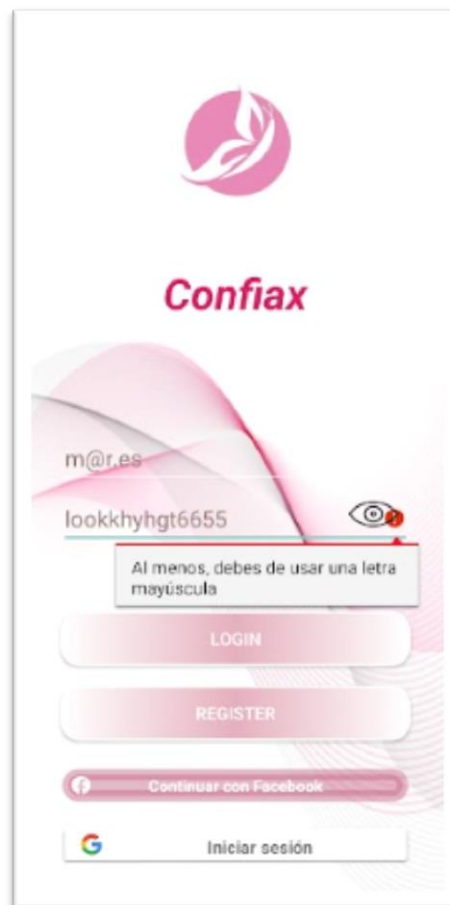 Confiax
m@r.es
lookkhyhgt6655
Al menos, debes de usar una letra
mayúscula
LOGIN
REGISTER
Continuar con Facebook
Iniciar sesión